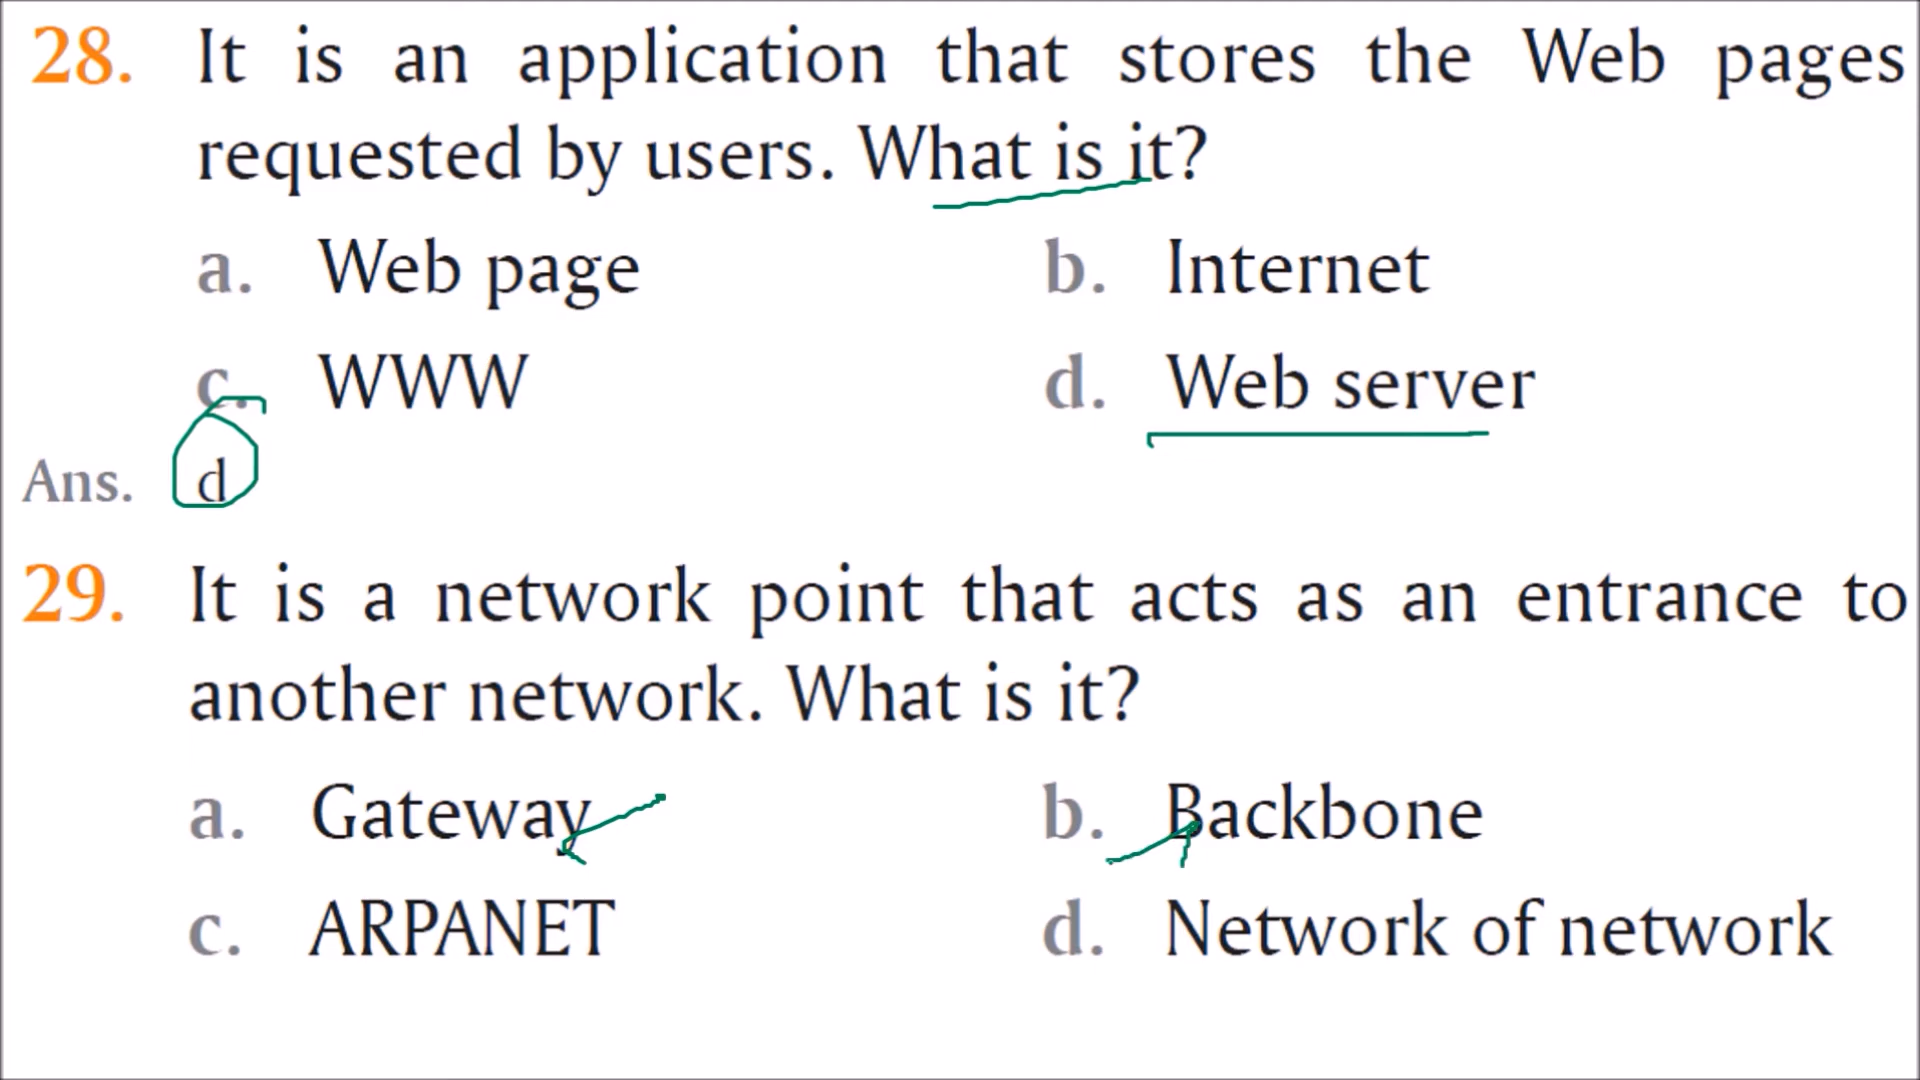 28. It is an application that stores the Web pages
requested by users. What is it?
a. Web page b. Internet
c. WWW d. Web server
Ans. d
29. It is a network point that acts as an entrance to
another network. What is it?
a. Gateway b. Backbone
c. ARPANET d. Network of network